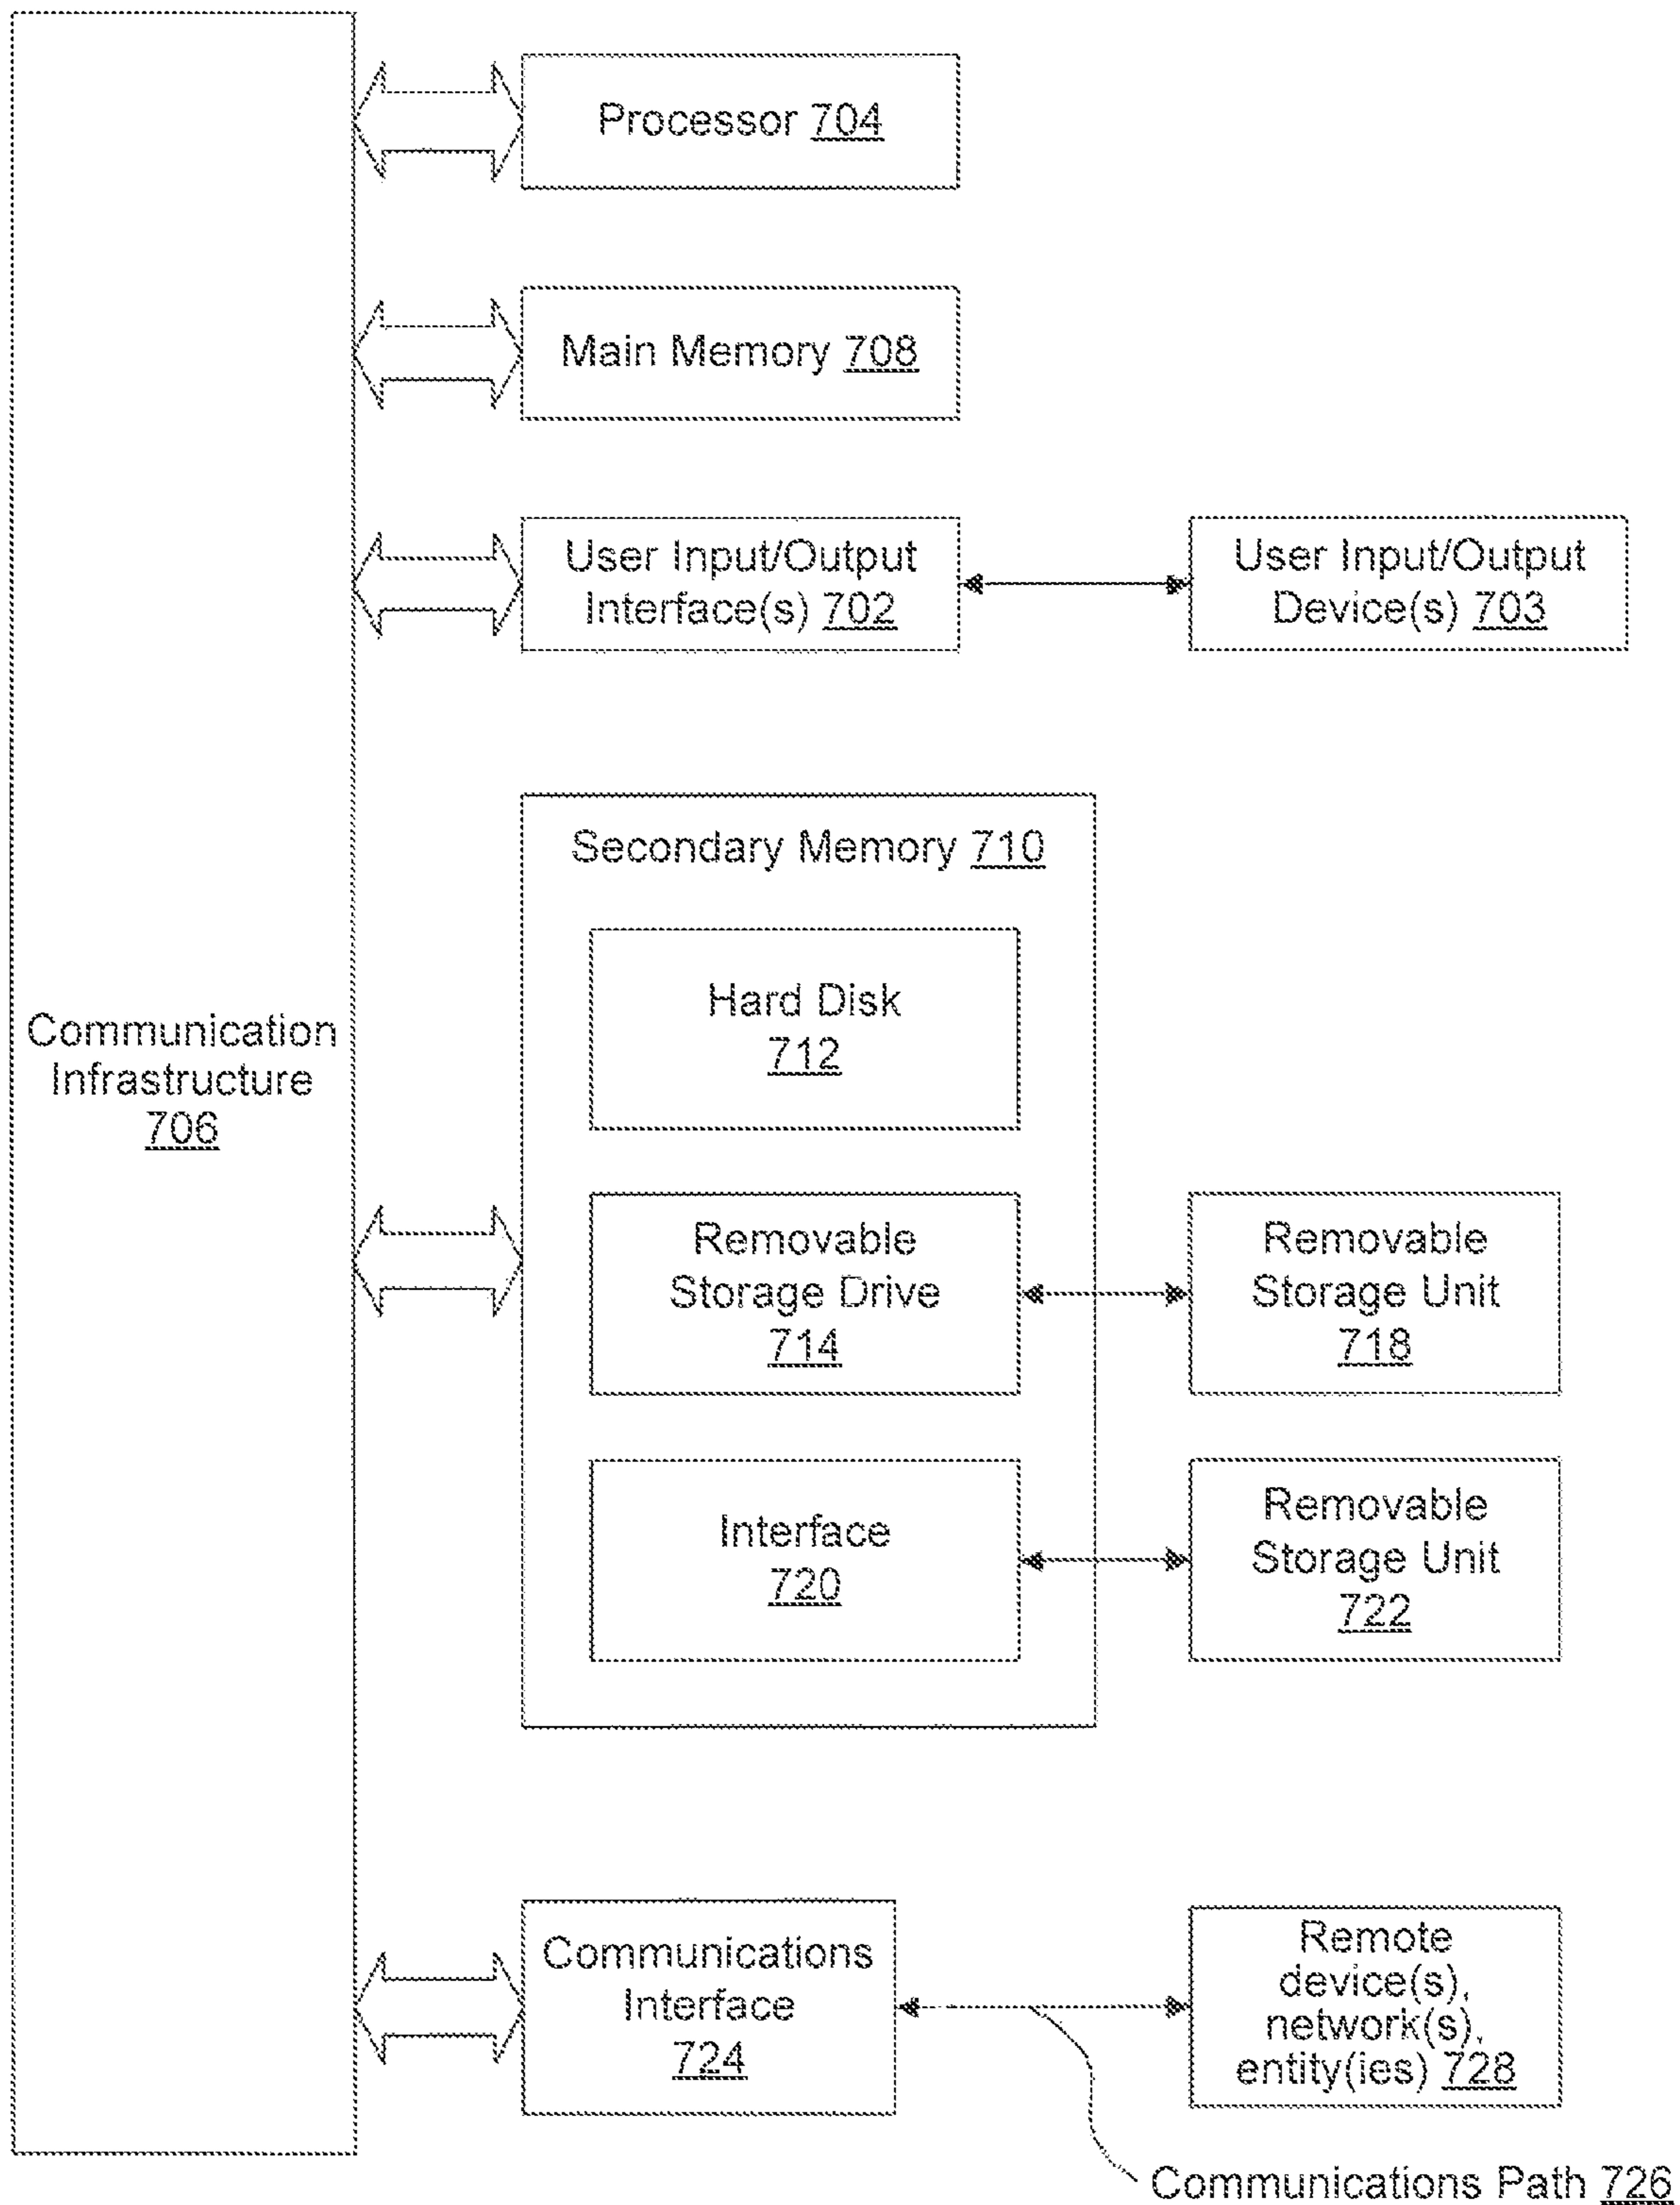 Processor 704
Main Memory 708
User Input/Output
Interface(s) 702
User Input/Output
Device(s) 703
Secondary Memory 710
Hard Disk
712
Communication
Infrastructure
706
Removable
Storage Drive
714
Removable
Storage Unit
718
Interface
720
Removable
Storage Unit
722
Communications
Interface
724
Remote
device(s),
network(s),
entity(ies) 728
Communications Path 726